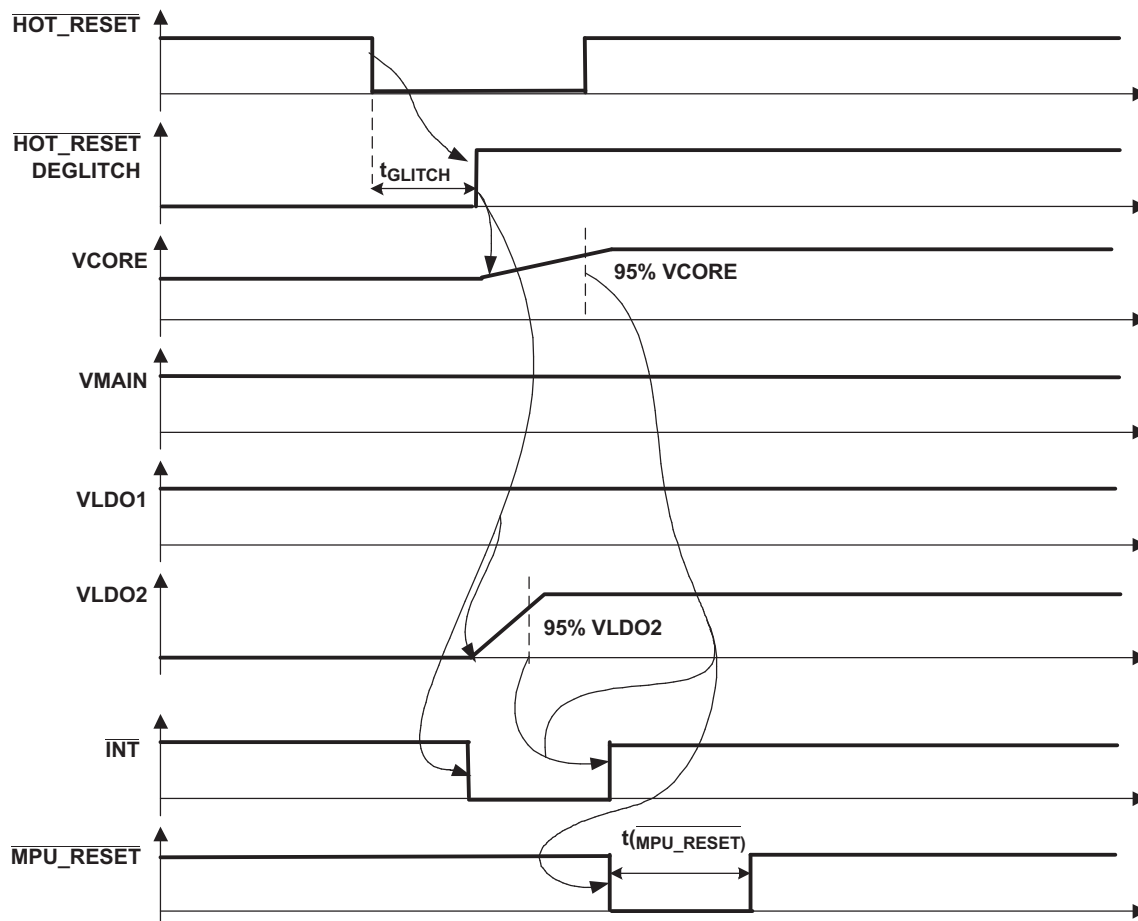 HOT_RESET
HOT_RESET
DEGLITCH
tGLITCH
VCORE
95% VCORE
VMAIN
VLDO1
VLDO2
95% VLDO2
INT
MPU_RESET
t(MPU_RESET)